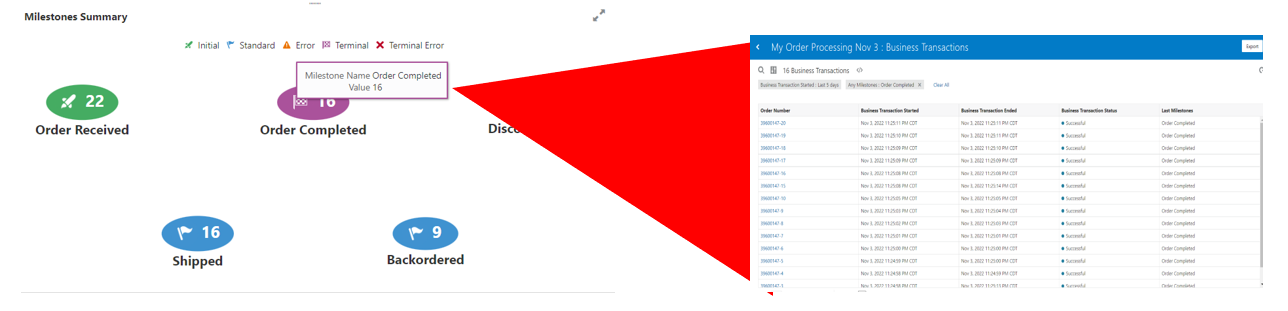 Milestones Summary
Initial Standard Error Terminal Terminal Error
Milestone Name Order Completed
Value 16
22
Order Received
16
Order Completed
Disco
16
Shipped
9
Backordered
My Order Processing Nov 3 : Business Transactions
Export
16 Business Transactions
Business Transaction Started : Last 3 days Any Milestones : Order Completed X Clear All
Order Number Business Transaction Started Business Transaction Ended Business Transaction Status Last Milestones
39600147-20 Nov 3, 2022 11:25:11 PM CDT Nov 3, 2022 11:25:11 PM CDT Successful Order Completed
39600147-19 Nov 3, 2022 11:25:10 PM CDT Nov 3, 2022 11:25:11 PM CDT Successful Order Completed
39600147-18 Nov 3, 2022 11:25:09 PM CDT Nov 3, 2022 11:25:10 PM CDT Successful Order Completed
39600147-17 Nov 3, 2022 11:25:09 PM CDT Nov 3, 2022 11:25:09 PM CDT Successful Order Completed
39600147-16 Nov 3, 2022 11:25:08 PM CDT Nov 3, 2022 11:25:08 PM CDT Successful Order Completed
39600147-15 Nov 3, 2022 11:25:08 PM CDT Nov 3, 2022 11:25:14 PM CDT Successful Order Completed
39600147-10 Nov 3, 2022 11:25:05 PM CDT Nov 3, 2022 11:25:05 PM CDT Successful Order Completed
39600147-9 Nov 3, 2022 11:25:03 PM CDT Nov 3, 2022 11:25:04 PM CDT Successful Order Completed
39600147-8 Nov 3, 2022 11:25:02 PM CDT Nov 3, 2022 11:25:03 PM CDT Successful Order Completed
39600147-7 Nov 3, 2022 11:25:01 PM CDT Nov 3, 2022 11:25:01 PM CDT Successful Order Completed
39600147-6 Nov 3, 2022 11:25:00 PM CDT Nov 3, 2022 11:25:00 PM CDT Successful Order Completed
39600147-5 Nov 3, 2022 11:24:59 PM CDT Nov 3, 2022 11:25:00 PM CDT Successful Order Completed
39600147-4 Nov 3, 2022 11:24:58 PM CDT Nov 3, 2022 11:24:59 PM CDT Successful Order Completed
39600147-3 Nov 3, 2022 11:24:58 PM CDT Nov 3, 2022 11:25:13 PM CDT Successful Order Completed